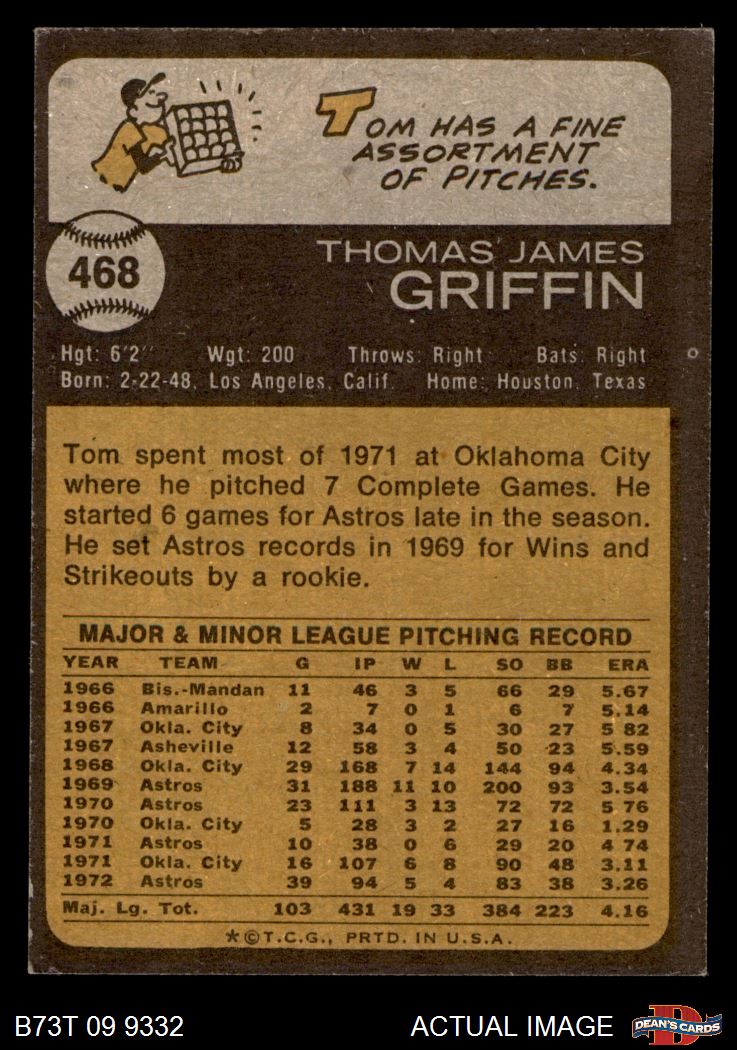 TOM HAS A FINE
ASSORTMENT
OF PITCHES.
468
THOMAS JAMES
GRIFFIN
Hgt: 6'2" Wgt: 200 Throws: Right Bats: Right
Born: 2-22-48, Los Angeles, Calif. Home: Houston, Texas
Tom spent most of 1971 at Oklahoma City
where he pitched 7 Complete Games. He
started 6 games for Astros late in the season.
He set Astros records in 1969 for Wins and
Strikeouts by a rookie.
MAJOR & MINOR LEAGUE PITCHING RECORD
YEAR TEAM G IP W L SO BB ERA
1966 Bis.-Mandan 11 46 3 5 66 29 5.67
1966 Amarillo 2 7 0 1 6 7 5.14
1967 Okla. City 8 34 0 5 30 27 5 82
1967 Asheville 12 58 3 4 50 23 5.59
1968 Okla. City 29 168 7 14 144 94 4.34
1969 Astros 31 188 11 10 200 93 3.54
1970 Astros 23 111 3 13 72 72 5 76
1970 Okla. City 5 28 3 2 27 16 1.29
1971 Astros 10 38 0 6 29 20 4 74
1971 Okla. City 16 107 6 8 90 48 3.11
1972 Astros 39 94 5 4 83 38 3.26
Maj. Lg. Tot. 103 431 19 33 384 223 4.16
*©T.C.G., PRTD. IN U.S.A.
B73T 09 9332 ACTUAL IMAGE D DEAN'S CARDS